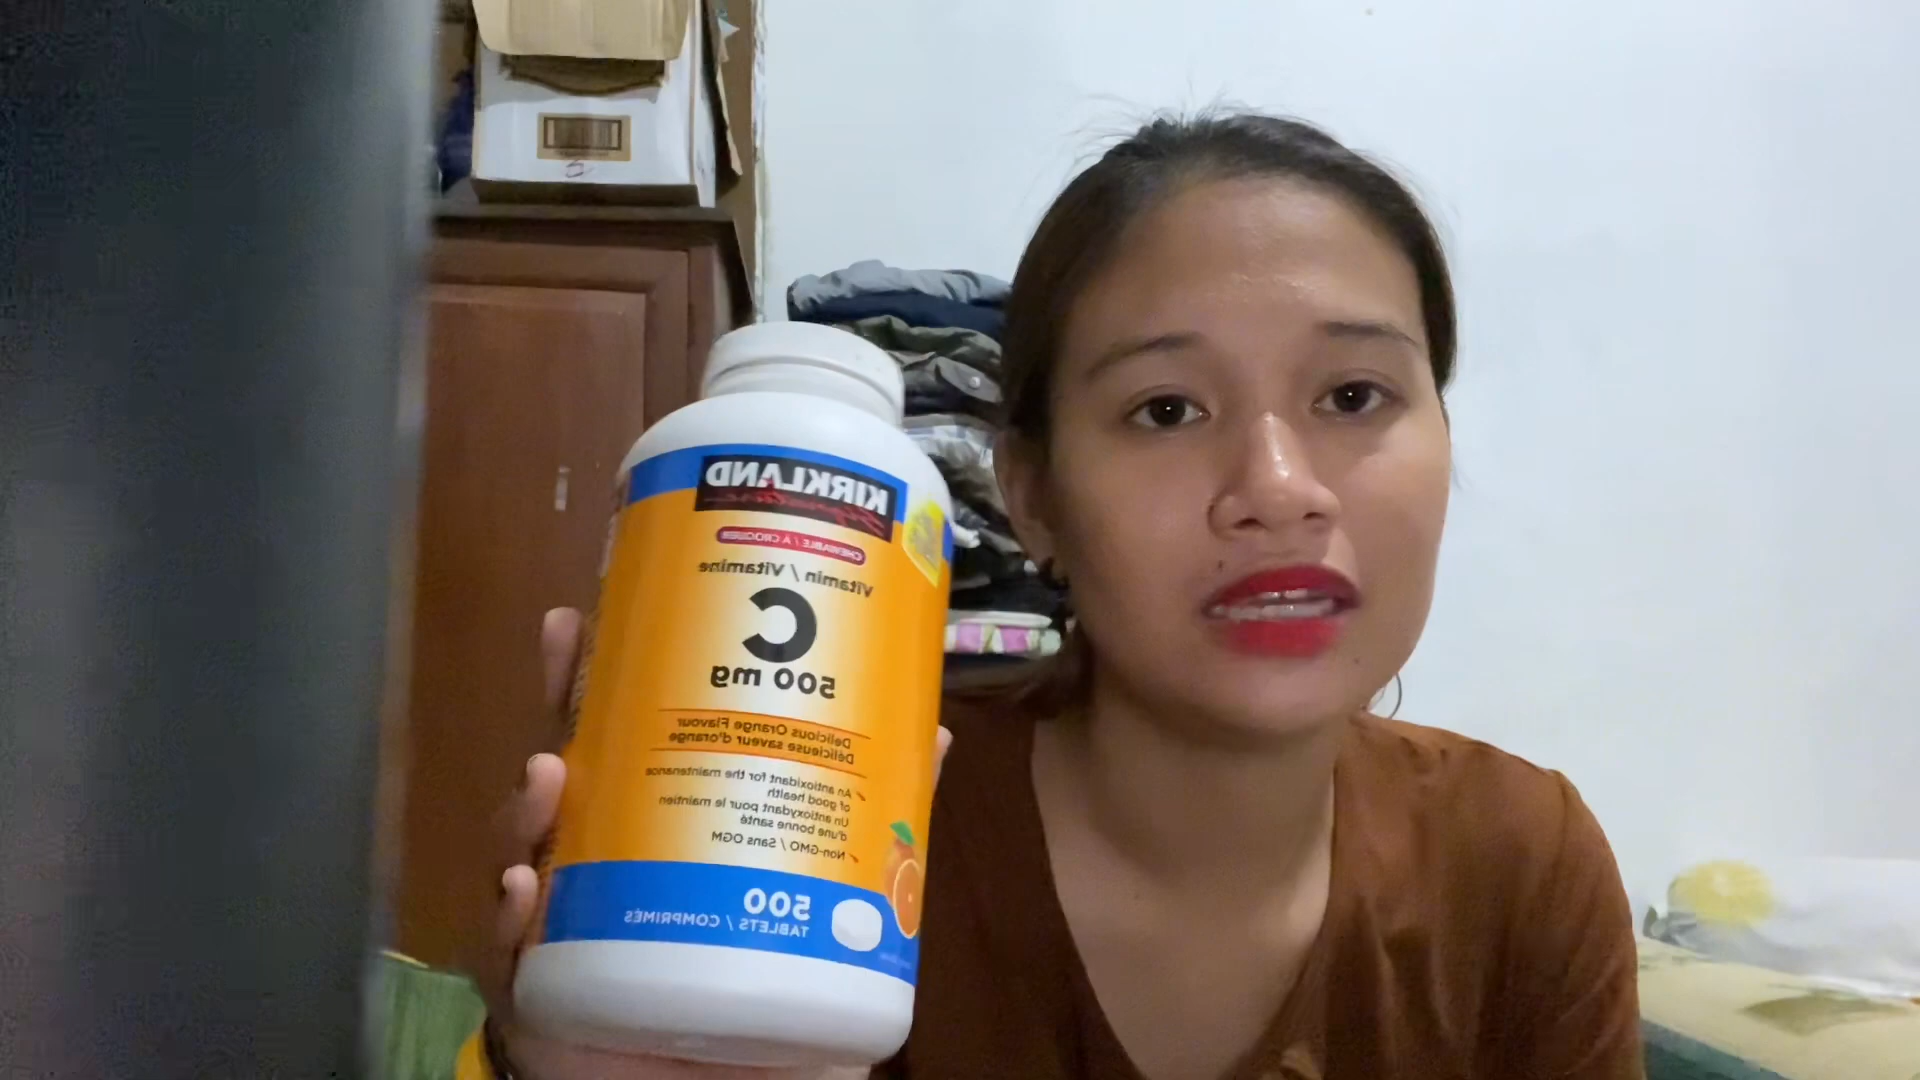 KIRKLAND
Signature
CHEWABLE / À CROQUER
Vitamin / Vitamine
C
500 mg
Delicious Orange Flavour
Délicieuse saveur d'orange
An antioxidant for the maintenance
of good health
Un antioxydant pour le maintien
d'une bonne santé
Non-GMO / Sans OGM
500
TABLETS / COMPRIMÉS